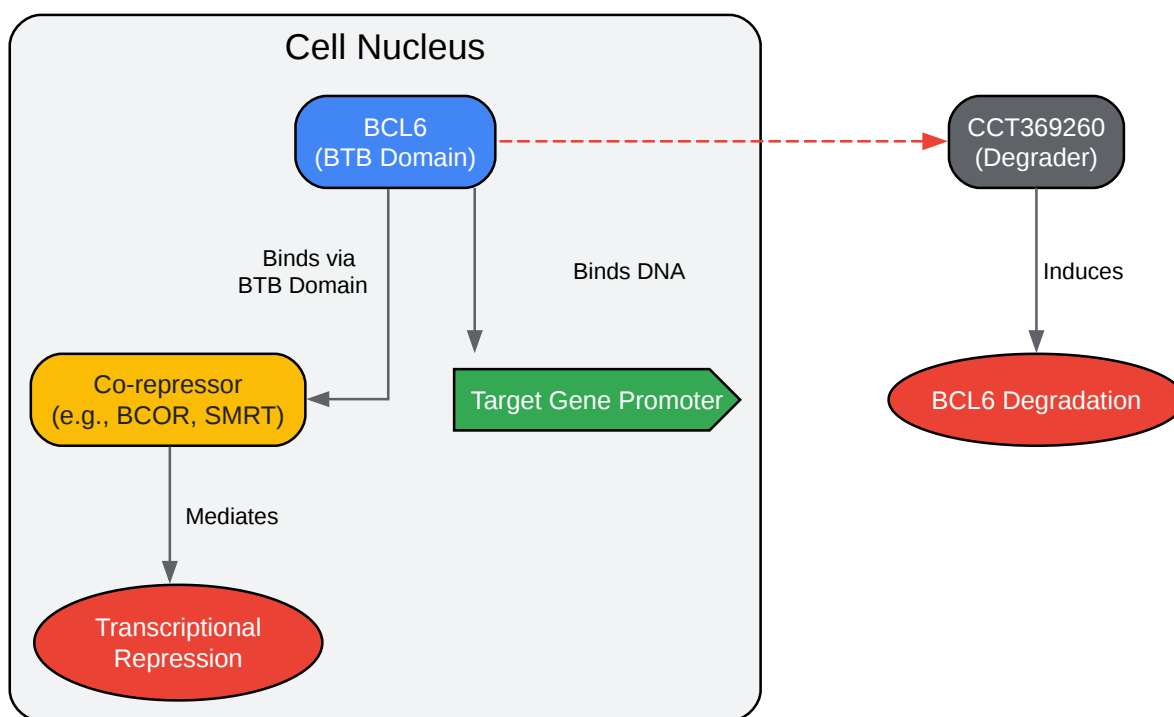 Cell Nucleus
BCL6
(BTB Domain)
CCT369260
(Degrader)
Binds via
BTB Domain
Binds DNA
Induces
Co-repressor
(e.g., BCOR, SMRT)
Target Gene Promoter
BCL6 Degradation
Mediates
Transcriptional
Repression